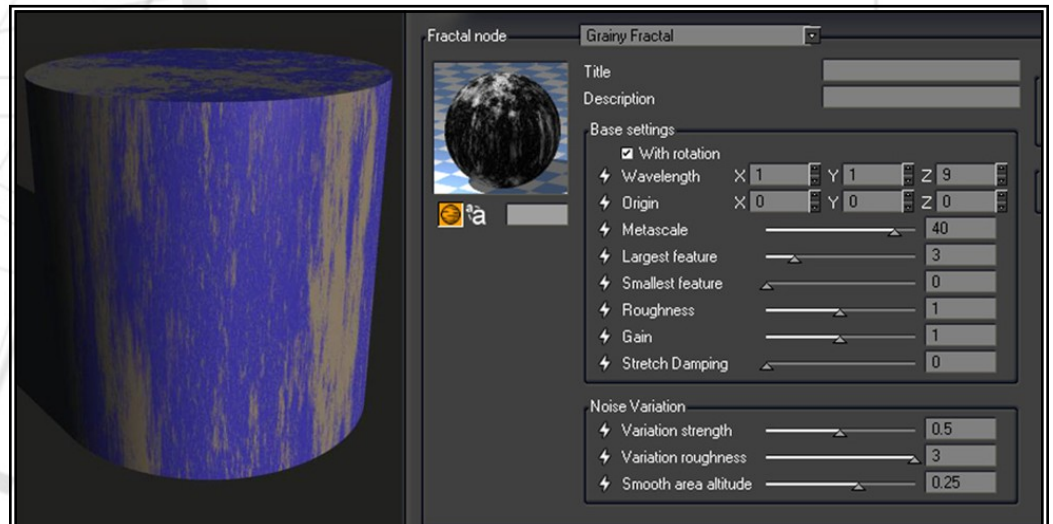 Fractal node Grainy Fractal
Title
Description
Base settings
With rotation
Wavelength X 1 Y 1 Z 9
Origin X 0 Y 0 Z 0
Metascale 40
Largest feature 3
Smallest feature 0
Roughness 1
Gain 1
Stretch Damping 0
Noise Variation
Variation strength 0.5
Variation roughness 3
Smooth area altitude 0.25